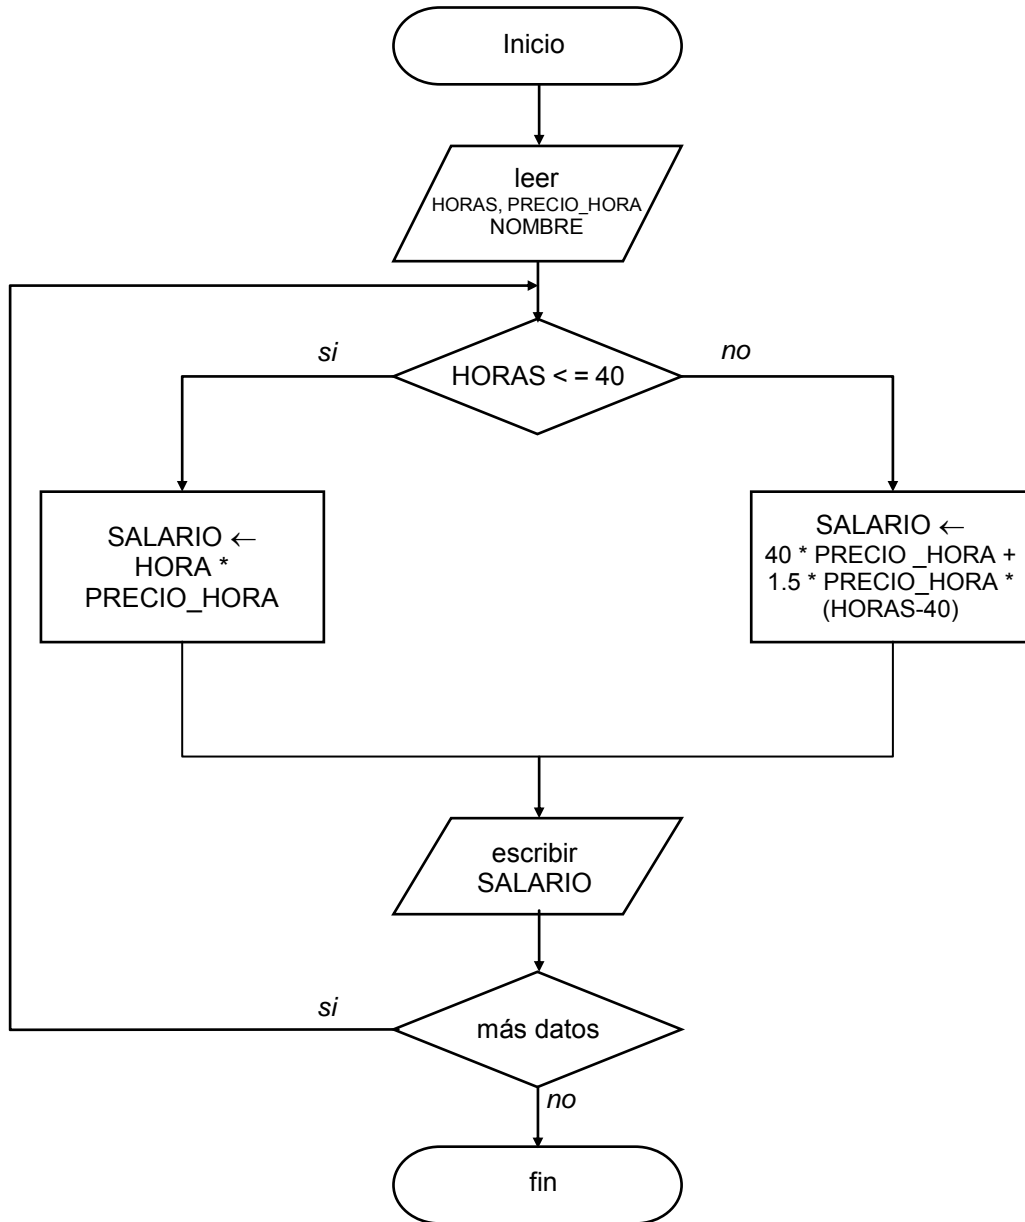 Inicio
leer
HORAS, PRECIO_HORA
NOMBRE
si
no
HORAS < = 40
SALARIO ←
HORA *
PRECIO_HORA
SALARIO ←
40 * PRECIO _HORA +
1.5 * PRECIO_HORA *
(HORAS-40)
escribir
SALARIO
si
más datos
no
fin